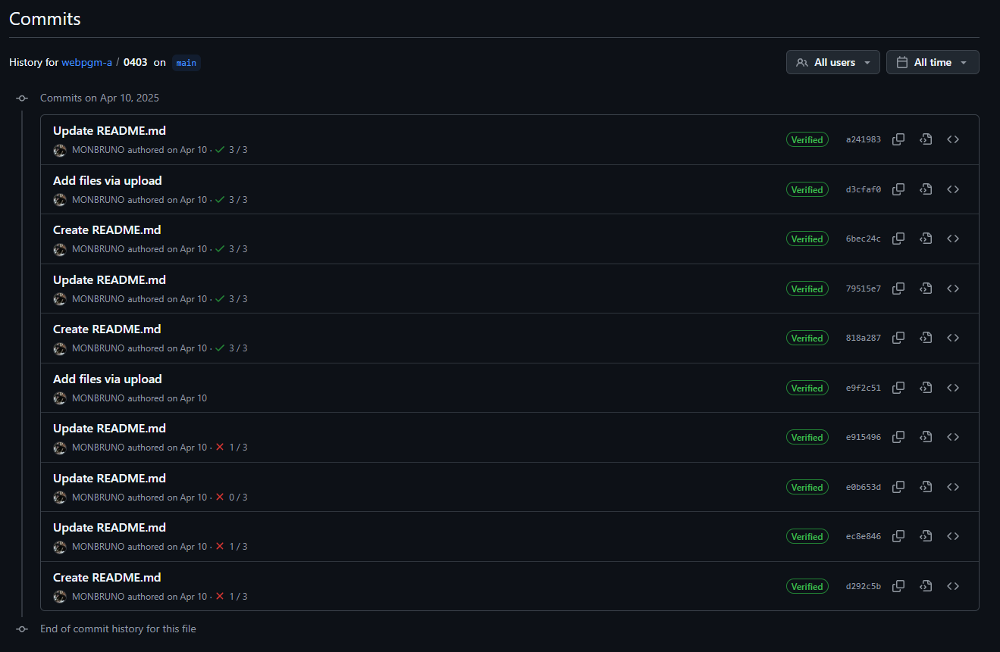 Commits
History for webpgm-a / 0403 on main
All users
All time
Commits on Apr 10, 2025
Update README.md
MONBRUNO authored on Apr 10 · 3 / 3
Verified
a241983
Add files via upload
MONBRUNO authored on Apr 10 · 3 / 3
Verified
d3cfaf0
Create README.md
MONBRUNO authored on Apr 10 · 3 / 3
Verified
6bec24c
Update README.md
MONBRUNO authored on Apr 10 · 3 / 3
Verified
79515e7
Create README.md
MONBRUNO authored on Apr 10 · 3 / 3
Verified
818a287
Add files via upload
MONBRUNO authored on Apr 10
Verified
e9f2c51
Update README.md
MONBRUNO authored on Apr 10 · 1 / 3
Verified
e915496
Update README.md
MONBRUNO authored on Apr 10 · 0 / 3
Verified
e0b653d
Update README.md
MONBRUNO authored on Apr 10 · 1 / 3
Verified
ec8e846
Create README.md
MONBRUNO authored on Apr 10 · 1 / 3
Verified
d292c5b
End of commit history for this file